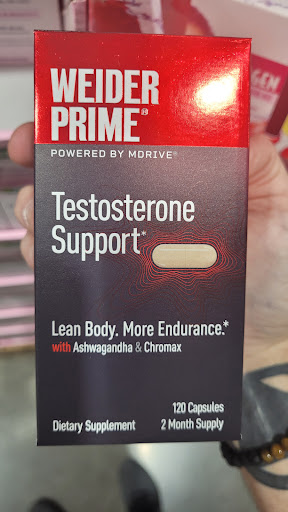 WEIDER
PRIME®
POWERED BY MDRIVE®
Testosterone
Support*
Lean Body. More Endurance.*
with Ashwagandha & Chromax
120 Capsules
Dietary Supplement 2 Month Supply